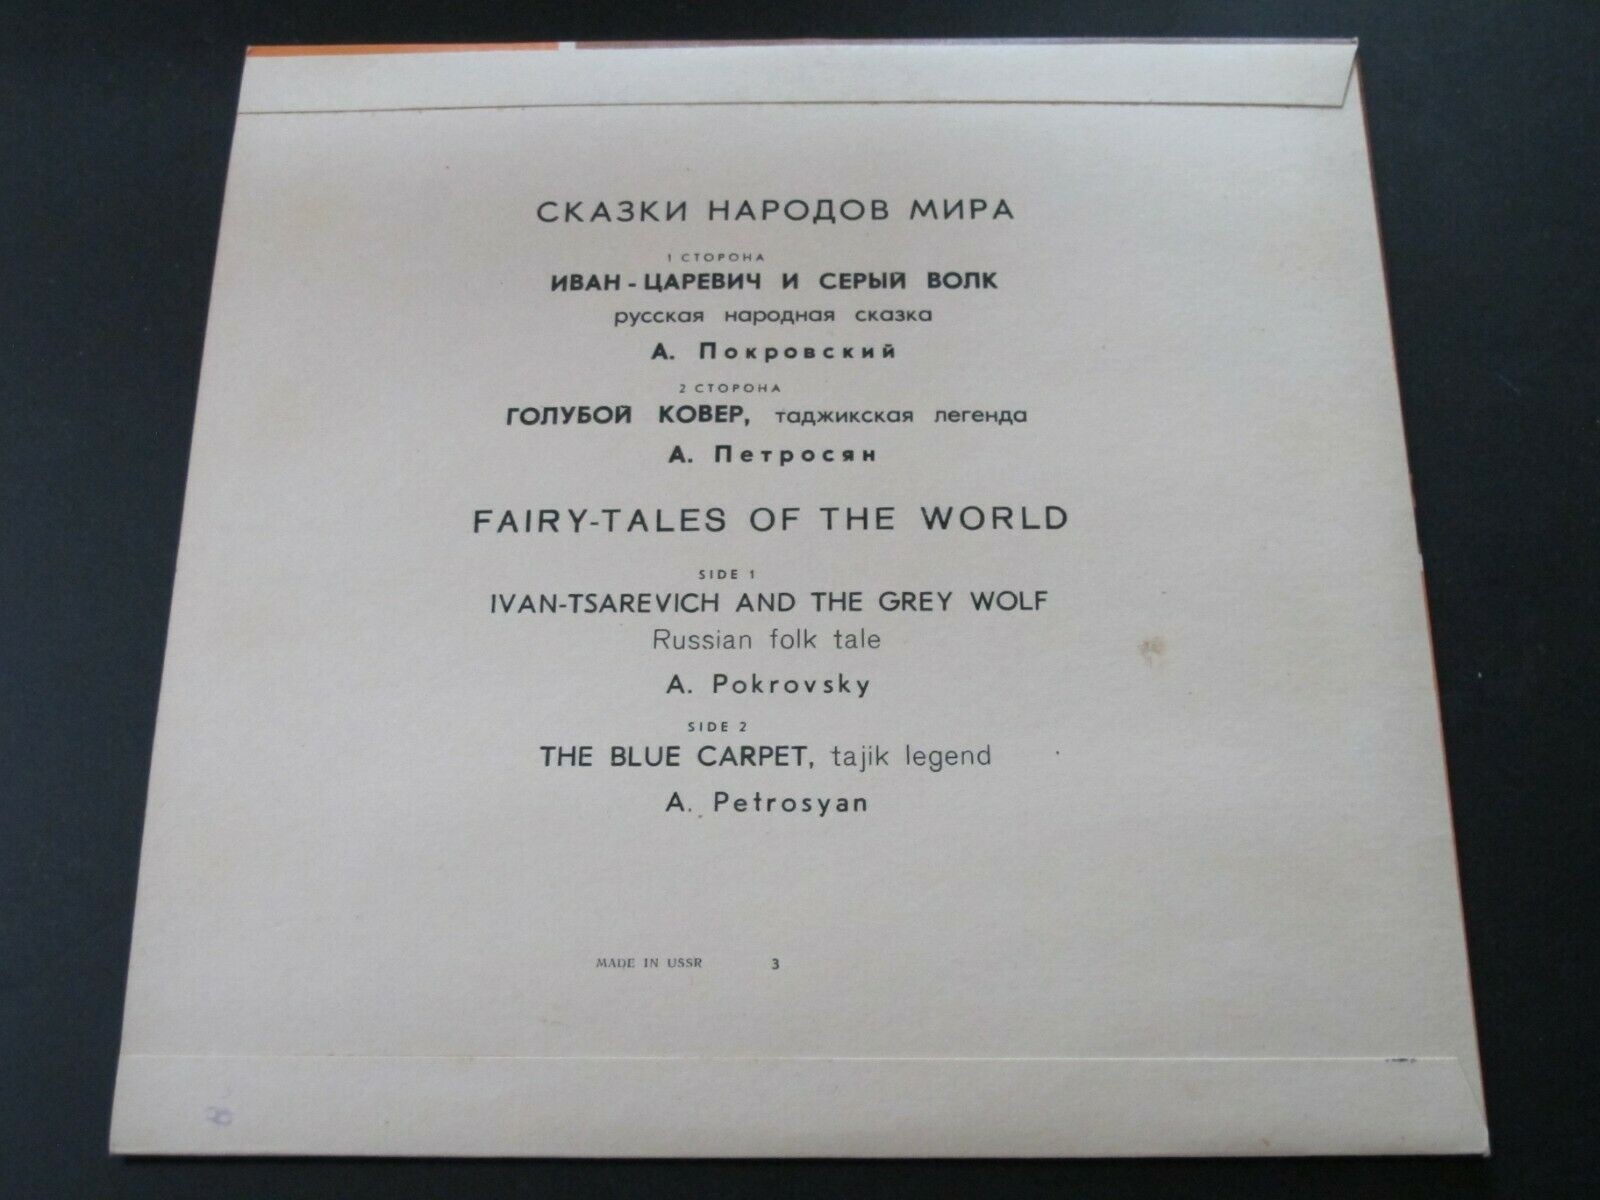 СКАЗКИ НАРОДОВ МИРА
1 СТОРОНА
ИВАН - ЦАРЕВИЧ И СЕРЫЙ ВОЛК
русская народная сказка
А. Покровский
2 СТОРОНА
ГОЛУБОЙ КОВЕР, таджикская легенда
А. Петросян
FAIRY-TALES OF THE WORLD
SIDE 1
IVAN-TSAREVICH AND THE GREY WOLF
Russian folk tale
A. Pokrovsky
SIDE 2
THE BLUE CARPET, tajik legend
A. Petrosyan
MADE IN USSR 3